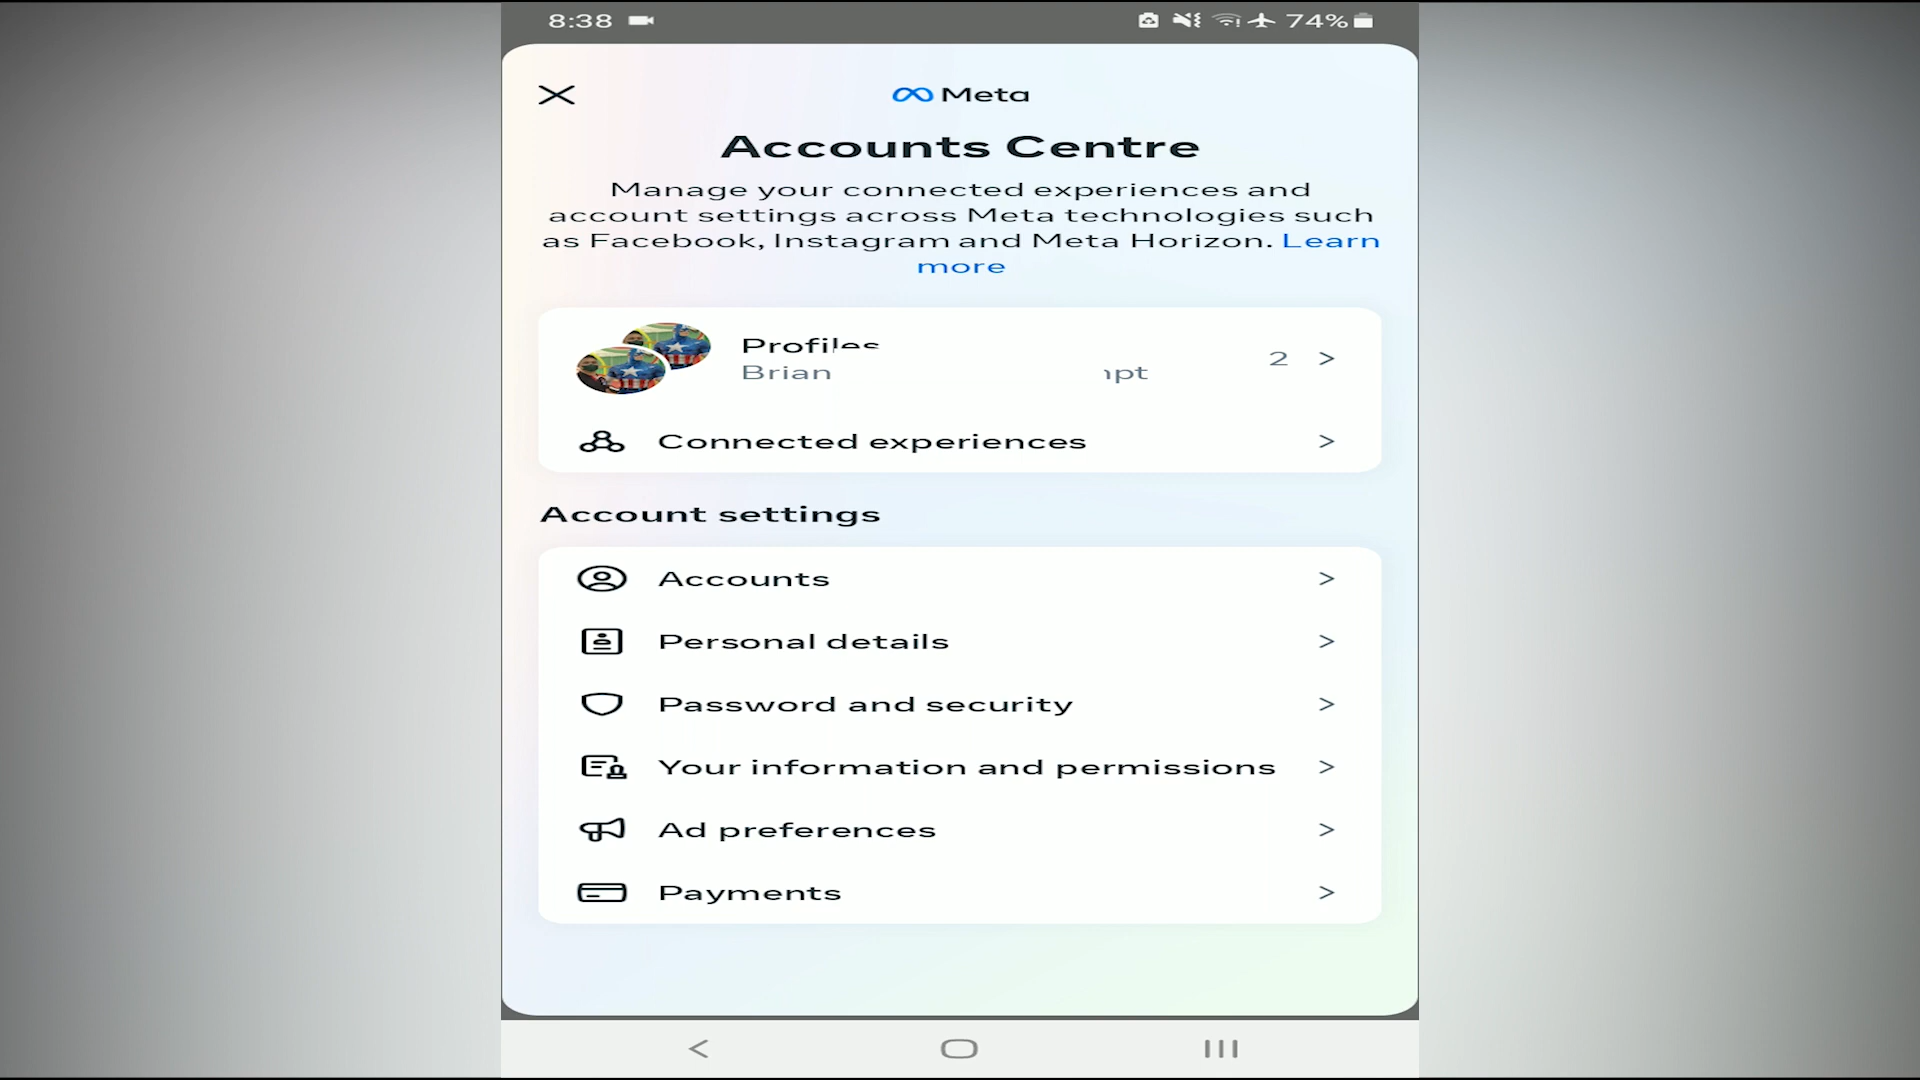 8:38 74%
Meta
Accounts Centre
Manage your connected experiences and
account settings across Meta technologies such
as Facebook, Instagram and Meta Horizon. Learn
more
Profiles
Brian
2 >
Connected experiences >
Account settings
Accounts >
Personal details >
Password and security >
Your information and permissions >
Ad preferences >
Payments >